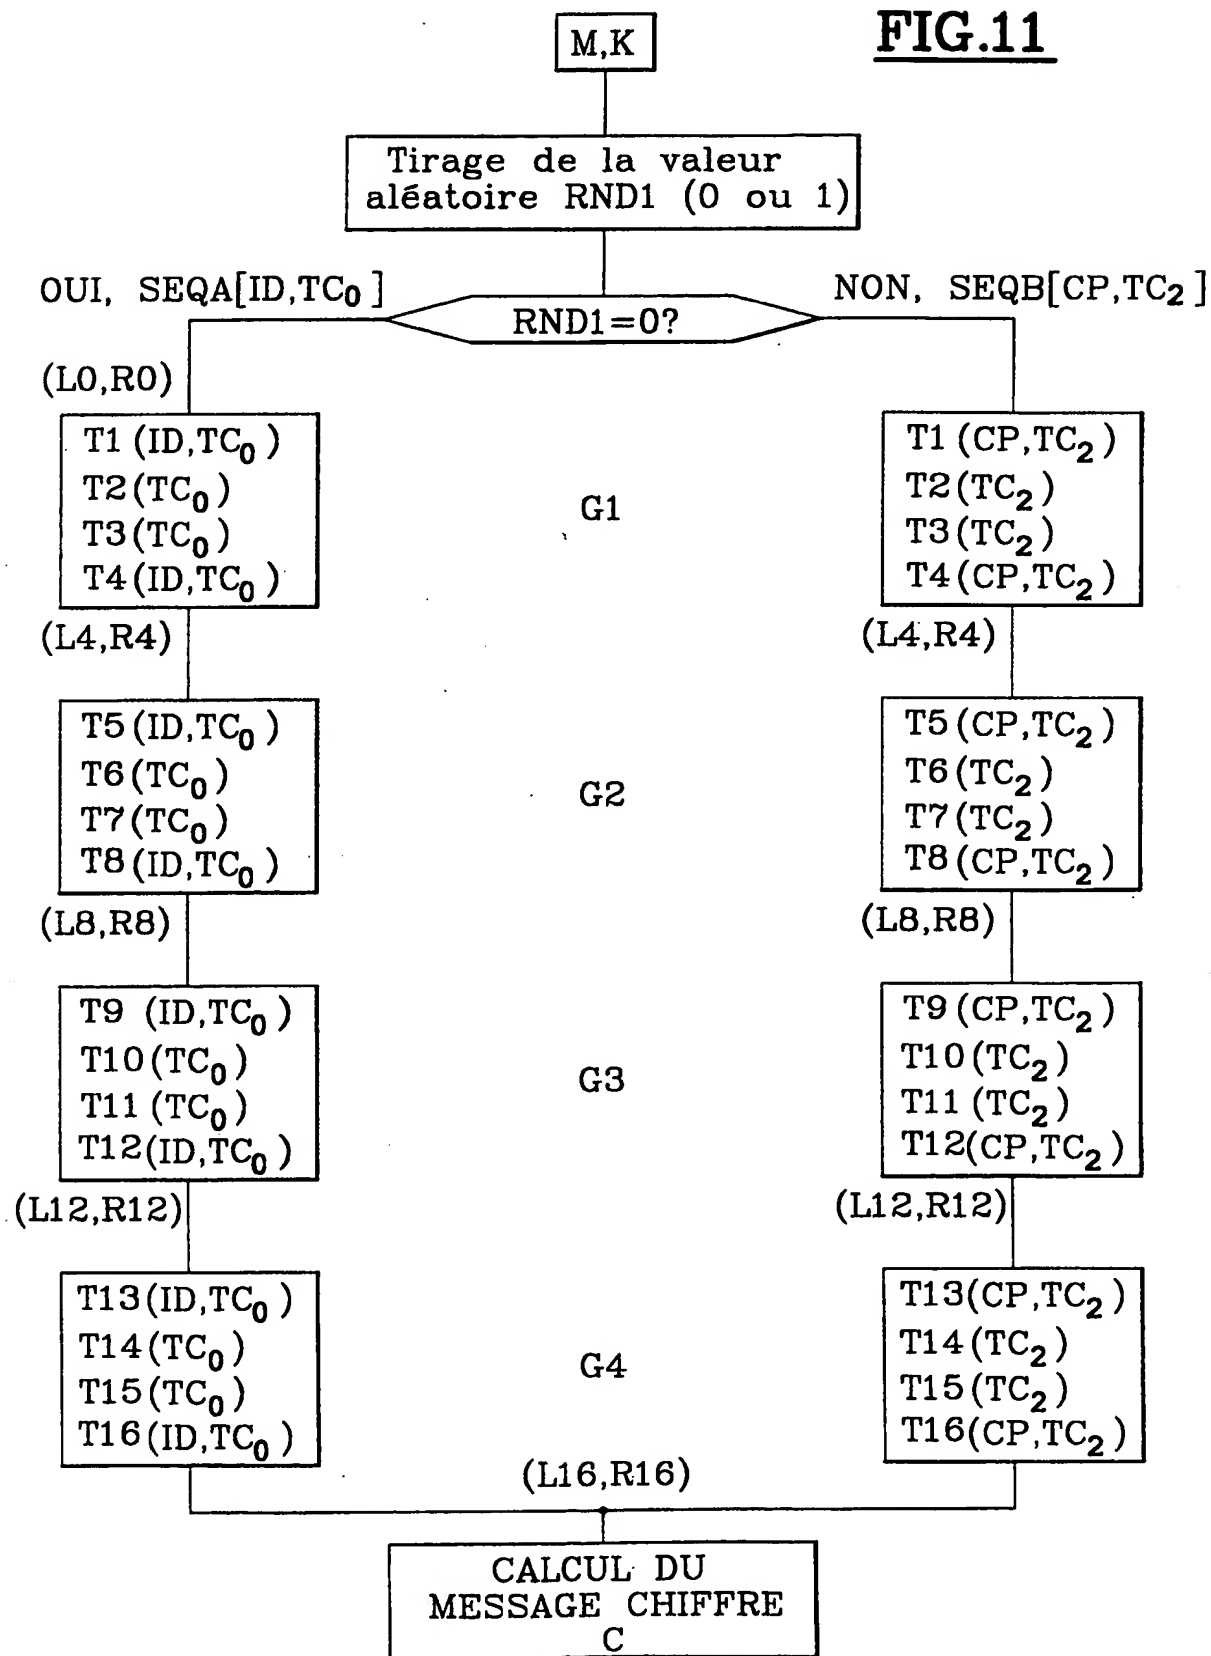 FIG.11
M,K
Tirage de la valeur
aléatoire RND1 (0 ou 1)
OUI, SEQA[ID,TC₀]
RND1=0?
NON, SEQB[CP,TC₂]
(L0,R0)
T1(ID,TC₀)
T2(TC₀)
T3(TC₀)
T4(ID,TC₀)
G1
T1(CP,TC₂)
T2(TC₂)
T3(TC₂)
T4(CP,TC₂)
(L4,R4)
(L4,R4)
T5(ID,TC₀)
T6(TC₀)
T7(TC₀)
T8(ID,TC₀)
G2
T5(CP,TC₂)
T6(TC₂)
T7(TC₂)
T8(CP,TC₂)
(L8,R8)
(L8,R8)
T9 (ID,TC₀)
T10(TC₀)
T11(TC₀)
T12(ID,TC₀)
G3
T9(CP,TC₂)
T10(TC₂)
T11(TC₂)
T12(CP,TC₂)
(L12,R12)
(L12,R12)
T13(ID,TC₀)
T14(TC₀)
T15(TC₀)
T16(ID,TC₀)
G4
T13(CP,TC₂)
T14(TC₂)
T15(TC₂)
T16(CP,TC₂)
(L16,R16)
CALCUL DU
MESSAGE CHIFFRE
C